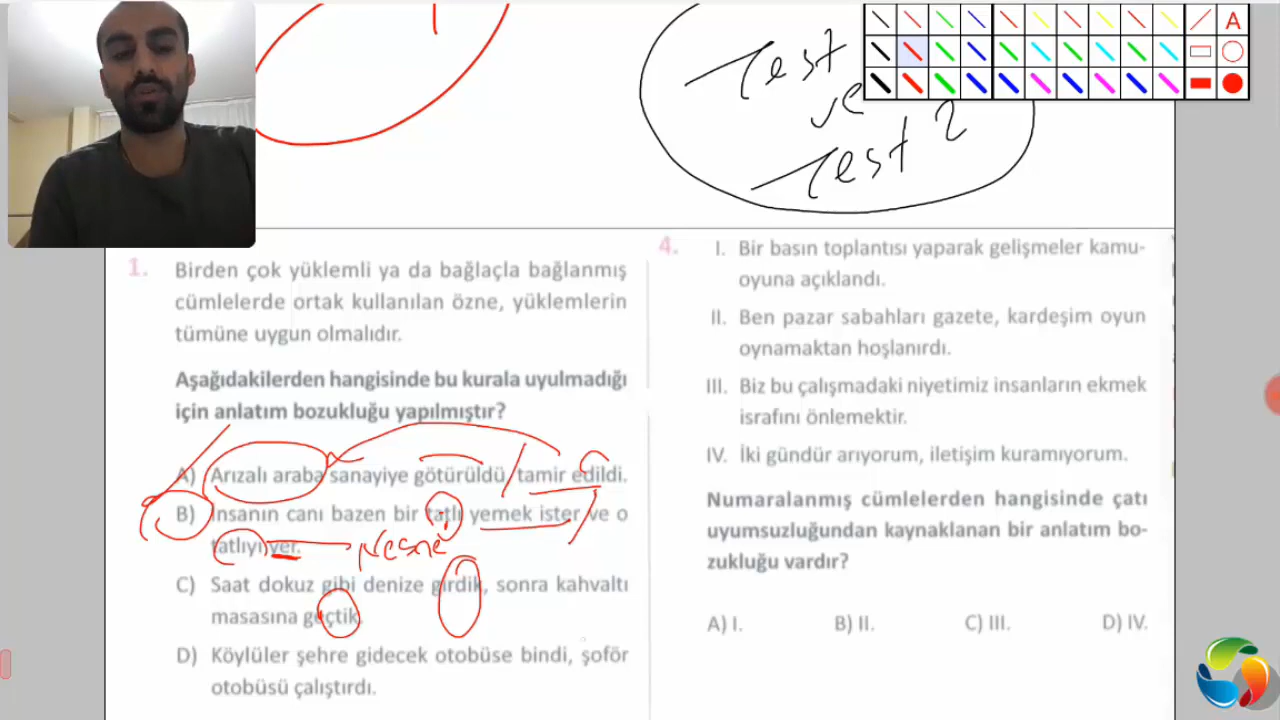 Test
ve
Test 2
A
1. Birden çok yüklemli ya da bağlaçla bağlanmış
cümlelerde ortak kullanılan özne, yüklemlerin
tümüne uygun olmalıdır.
Aşağıdakilerden hangisinde bu kurala uyulmadığı
için anlatım bozukluğu yapılmıştır?
A) Arızalı araba sanayiye götürüldü, tamir edildi.
B) İnsanın canı bazen bir tatlı yemek ister ve o
tatlıyı yer.
Nesne
C) Saat dokuz gibi denize girdik, sonra kahvaltı
masasına geçtik.
D) Köylüler şehre gidecek otobüse bindi, şoför
otobüsü çalıştırdı.
4. I. Bir basın toplantısı yaparak gelişmeler kamu-
oyuna açıklandı.
II. Ben pazar sabahları gazete, kardeşim oyun
oynamaktan hoşlanırdı.
III. Biz bu çalışmadaki niyetimiz insanların ekmek
israfını önlemektir.
IV. İki gündür arıyorum, iletişim kuramıyorum.
Numaralanmış cümlelerden hangisinde çatı
uyumsuzluğundan kaynaklanan bir anlatım bo-
zukluğu vardır?
A) I. B) II. C) III. D) IV.